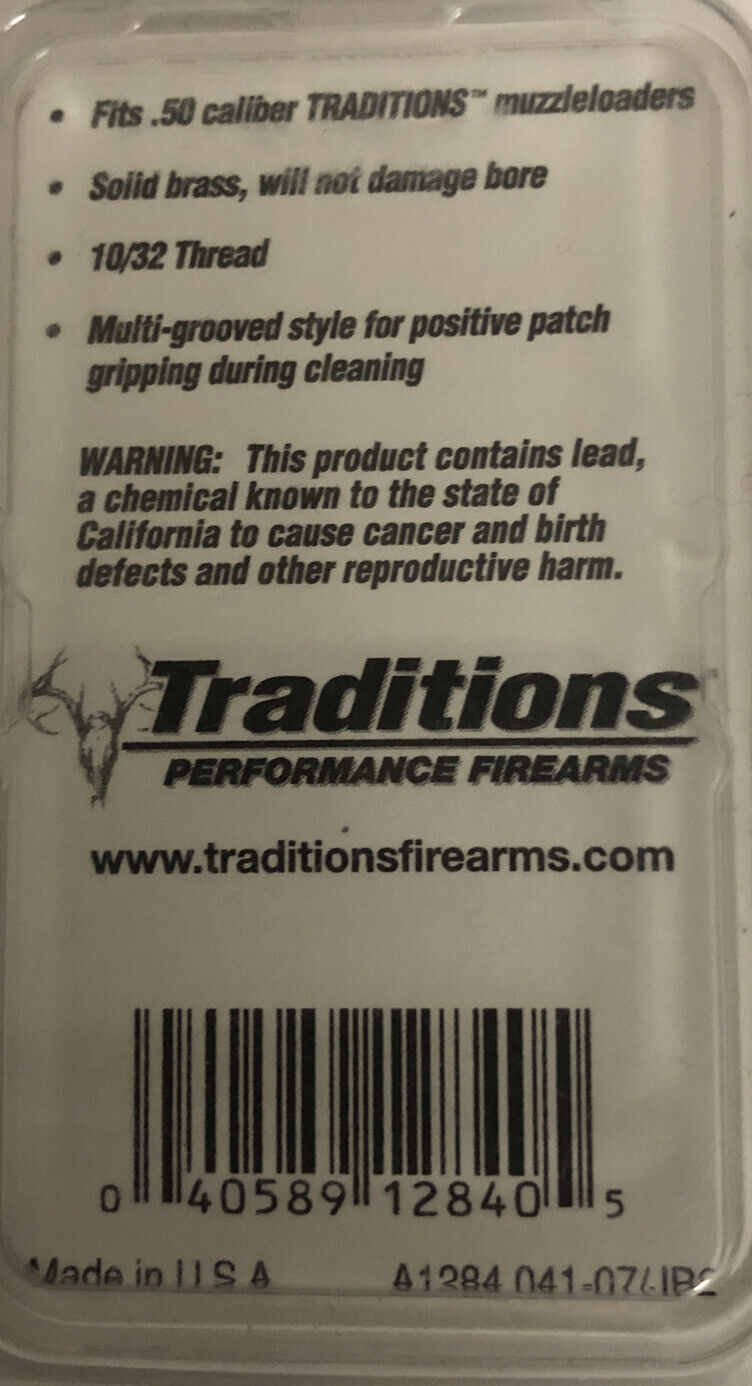 • Fits .50 caliber TRADITIONS™ muzzleloaders
• Solid brass, will not damage bore
• 10/32 Thread
• Multi-grooved style for positive patch
gripping during cleaning
WARNING: This product contains lead,
a chemical known to the state of
California to cause cancer and birth
defects and other reproductive harm.
Traditions
PERFORMANCE FIREARMS
www.traditionsfirearms.com
0 40589 12840 5
Made in U S A A1284